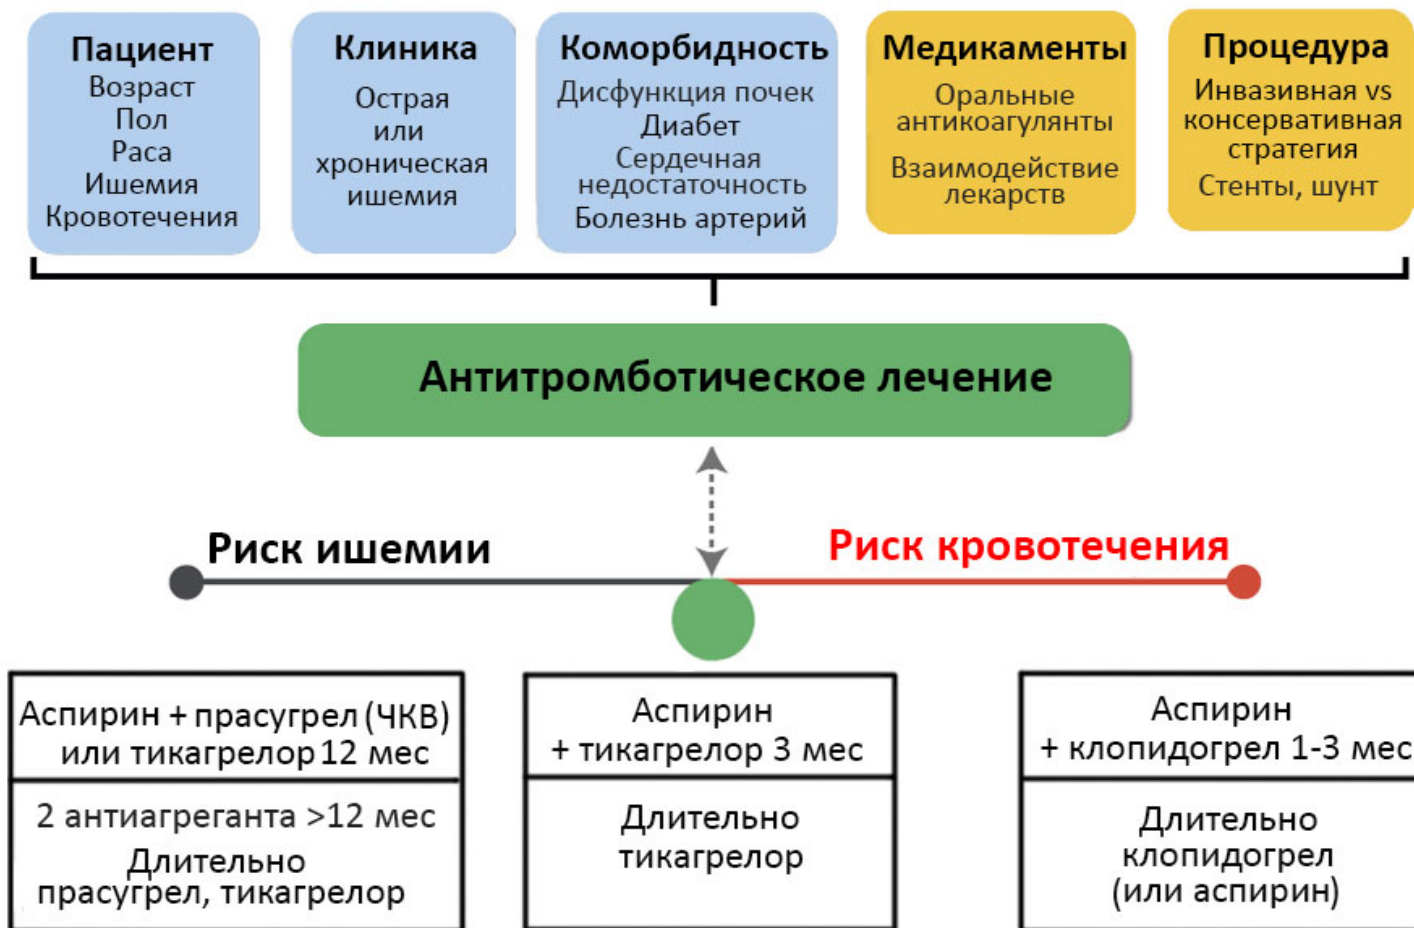 Пациент
Возраст
Пол
Раса
Ишемия
Кровотечения
Клиника
Острая
или
хроническая
ишемия
Коморбидность
Дисфункция почек
Диабет
Сердечная
недостаточность
Болезнь артерий
Медикаменты
Оральные
антикоагулянты
Взаимодействие
лекарств
Процедура
Инвазивная vs
консервативная
стратегия
Стенты, шунт
Антитромботическое лечение
Риск ишемии
Риск кровотечения
Аспирин + прасугрел (ЧКВ)
или тикагрелор 12 мес
2 антиагреганта >12 мес
Длительно
прасугрел, тикагрелор
Аспирин
+ тикагрелор 3 мес
Длительно
тикагрелор
Аспирин
+ клопидогрел 1-3 мес
Длительно
клопидогрел
(или аспирин)